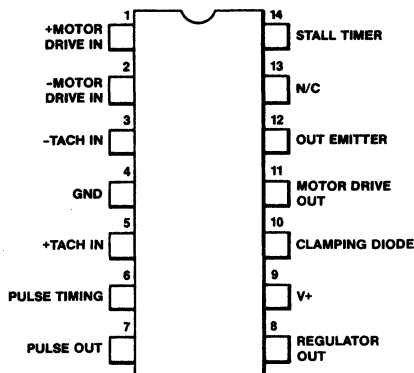 1
+MOTOR
DRIVE IN
2
-MOTOR
DRIVE IN
3
-TACH IN
4
GND
5
+TACH IN
6
PULSE TIMING
7
PULSE OUT
14
STALL TIMER
13
N/C
12
OUT EMITTER
11
MOTOR DRIVE
OUT
10
CLAMPING DIODE
9
V+
8
REGULATOR
OUT